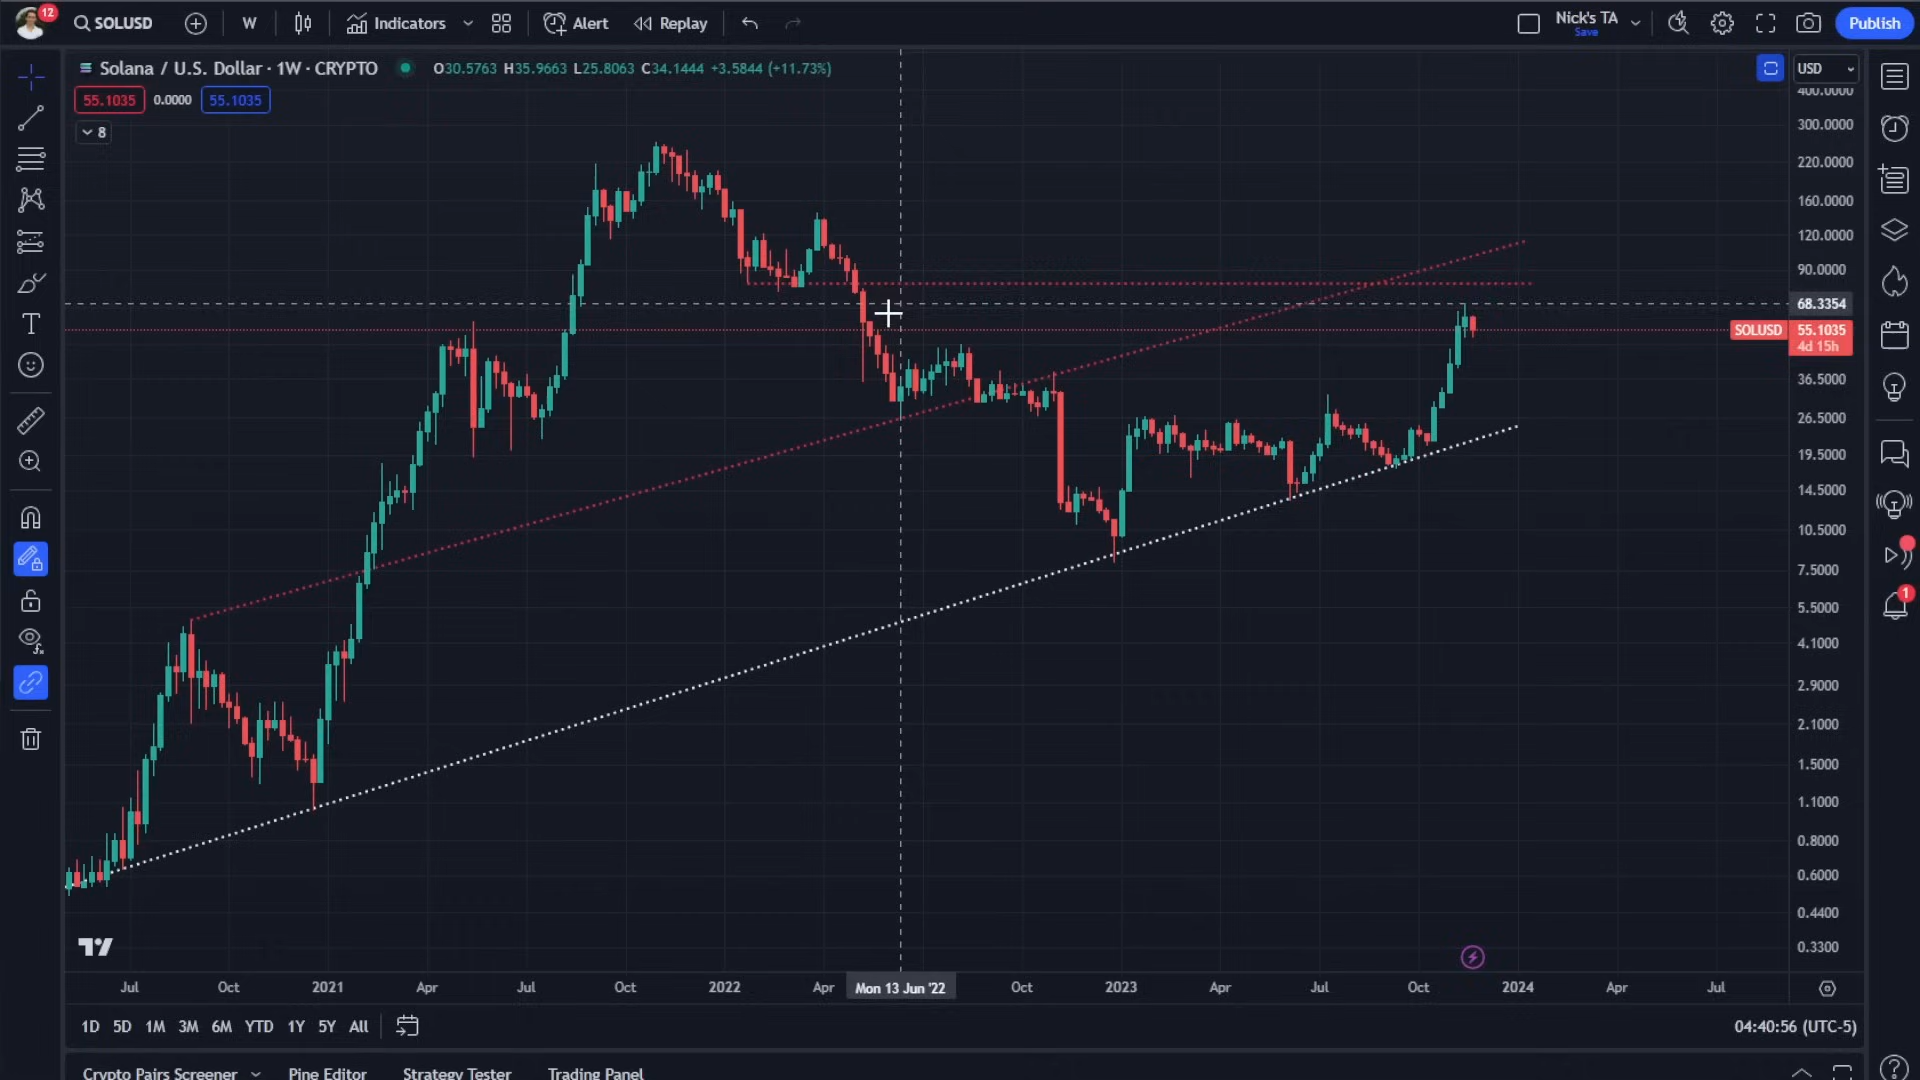 12
SOLUSD
W
Indicators
Alert
Replay
Nick's TA
Save
Publish
Solana / U.S. Dollar · 1W · CRYPTO
O30.5763 H35.9663 L25.8063 C34.1444 +3.5844 (+11.73%)
55.1035 0.0000 55.1035
8
USD
400.0000
300.0000
220.0000
160.0000
120.0000
90.0000
68.3354
SOLUSD 55.1035
4d 15h
36.5000
26.5000
19.5000
14.5000
10.5000
7.5000
5.5000
4.1000
2.9000
2.1000
1.5000
1.1000
0.8000
0.6000
0.4400
0.3300
1
Jul Oct 2021 Apr Jul Oct 2022 Apr Mon 13 Jun '22 Oct 2023 Apr Jul Oct 2024 Apr Jul
1D 5D 1M 3M 6M YTD 1Y 5Y All
04:40:56 (UTC-5)
Crypto Pairs Screener Pine Editor Strategy Tester Trading Panel